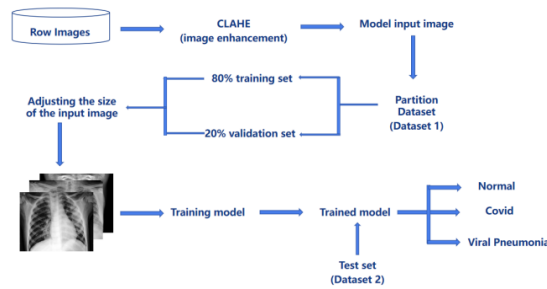 Row Images
CLAHE
(image enhancement)
Model input image
80% training set
Adjusting the size
of the input image
Partition
Dataset
(Dataset 1)
20% validation set
Training model
Trained model
Normal
Covid
Viral Pneumonia
Test set
(Dataset 2)